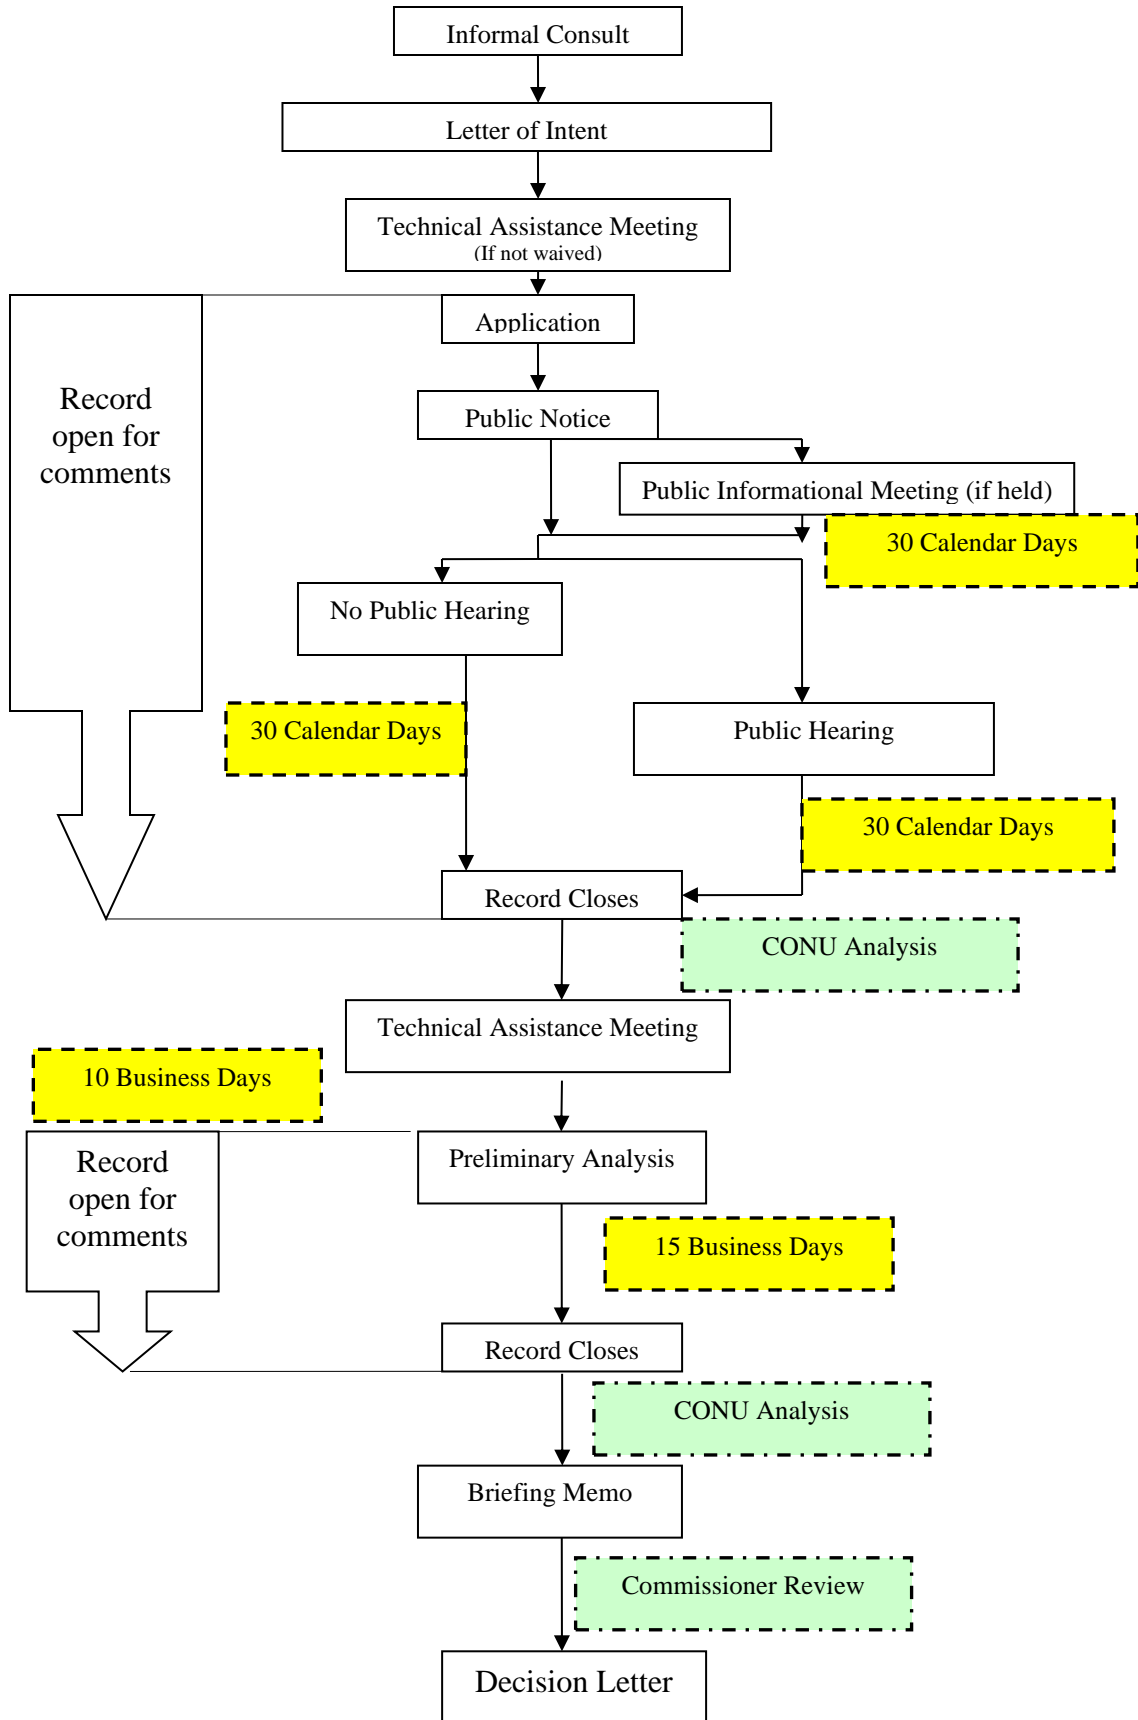 Informal Consult
Letter of Intent
Technical Assistance Meeting
(If not waived)
Application
Record
open for
comments
Public Notice
Public Informational Meeting (if held)
30 Calendar Days
No Public Hearing
30 Calendar Days
Public Hearing
30 Calendar Days
Record Closes
CONU Analysis
Technical Assistance Meeting
10 Business Days
Record
open for
comments
Preliminary Analysis
15 Business Days
Record Closes
CONU Analysis
Briefing Memo
Commissioner Review
Decision Letter